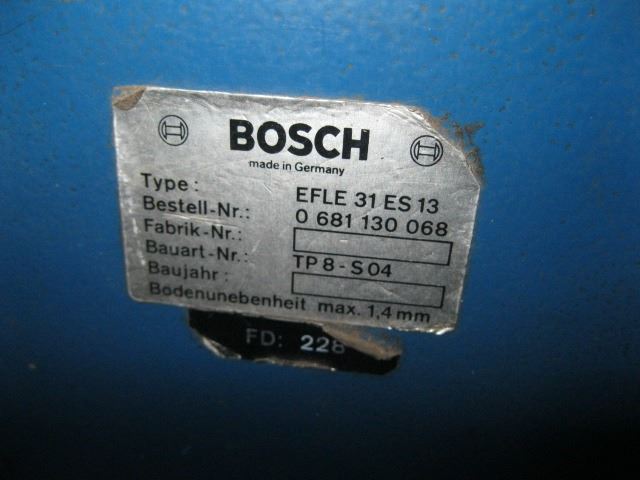 BOSCH
made in Germany
Type: EFLE 31 ES 13
Bestell-Nr.: 0 681 130 068
Fabrik-Nr.:
Bauart-Nr.: TP 8 - S 04
Baujahr:
Bodenunebenheit max. 1,4 mm
FD: 228